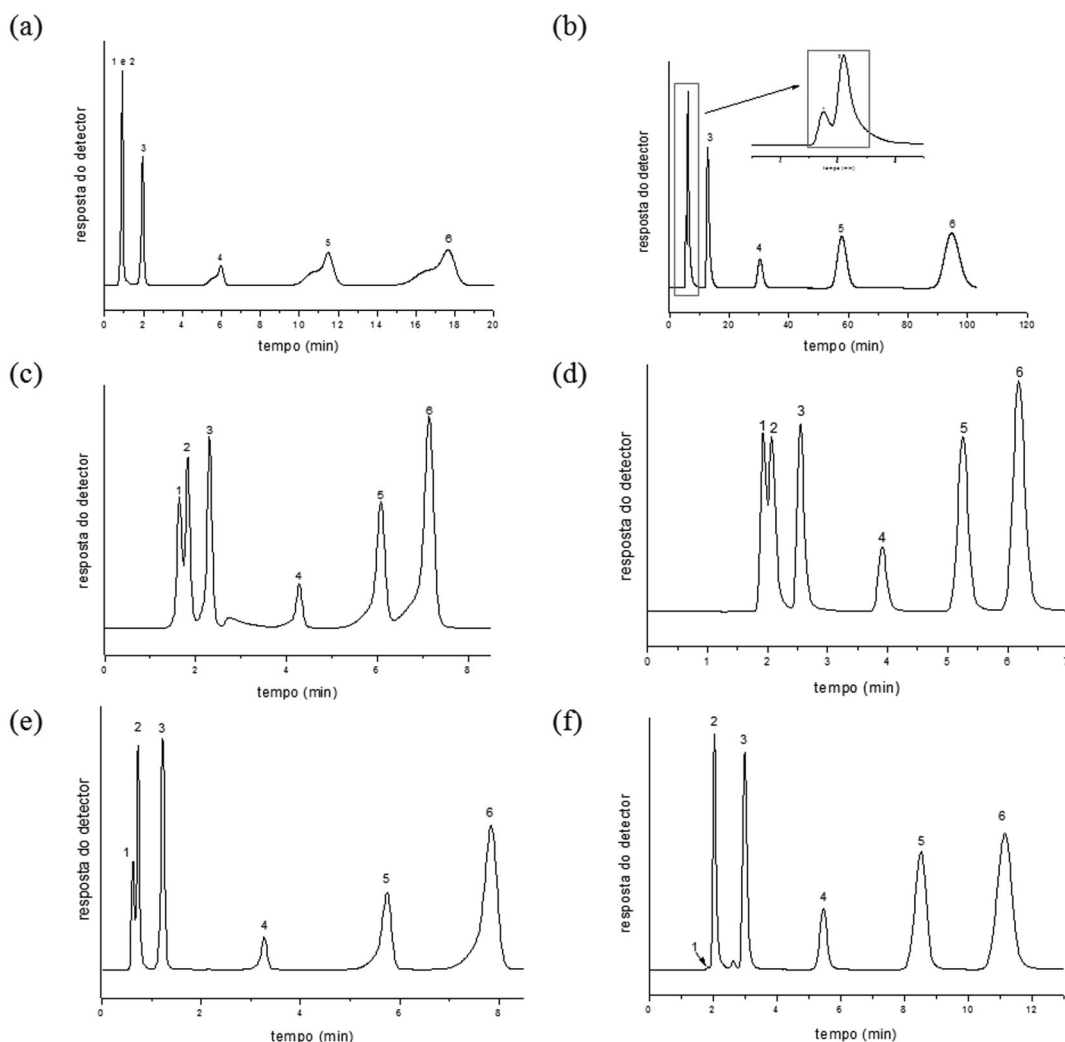 (a)
resposta do detector
1 e 2
3
4
5
6
0 2 4 6 8 10 12 14 16 18 20
tempo (min)
(b)
resposta do detector
3
4
5
6
tempo (min)
0 20 40 60 80 100 120
tempo (min)
(c)
resposta do detector
1
2
3
4
5
6
0 2 4 6 8
tempo (min)
(d)
resposta do detector
1
2
3
4
5
6
0 1 2 3 4 5 6 7
tempo (min)
(e)
resposta do detector
1
2
3
4
5
6
0 2 4 6 8
tempo (min)
(f)
resposta do detector
1
2
3
4
5
6
0 2 4 6 8 10 12
tempo (min)